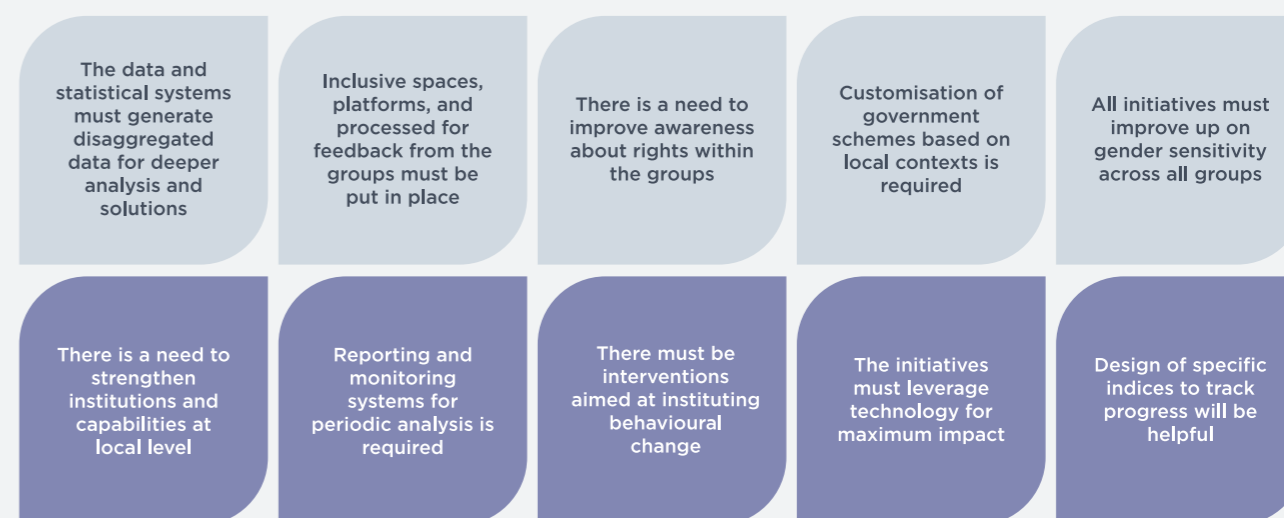 The data and
statistical systems
must generate
disaggregated
data for deeper
analysis and
solutions
Inclusive spaces,
platforms, and
processed for
feedback from the
groups must be
put in place
There is a need to
improve awareness
about rights within
the groups
Customisation of
government
schemes based on
local contexts is
required
All initiatives must
improve up on
gender sensitivity
across all groups
There is a need to
strengthen
institutions and
capabilities at
local level
Reporting and
monitoring
systems for
periodic analysis is
required
There must be
interventions
aimed at instituting
behavioural
change
The initiatives
must leverage
technology for
maximum impact
Design of specific
indices to track
progress will be
helpful